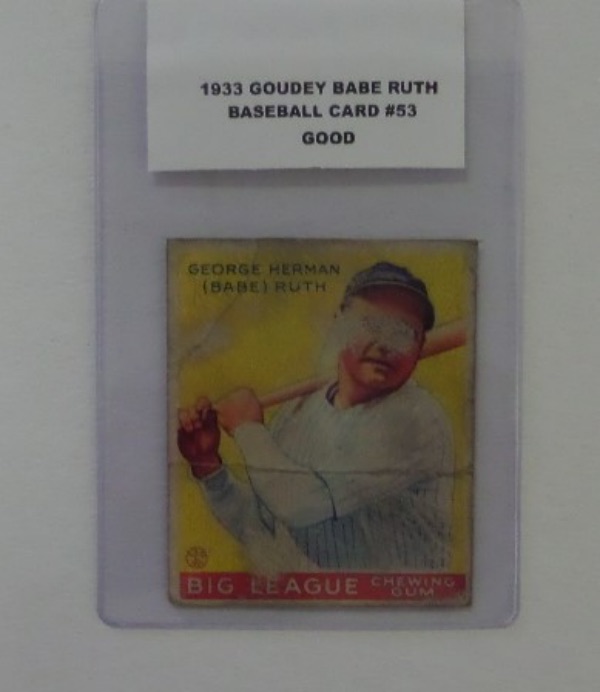 1933 GOUDEY BABE RUTH
BASEBALL CARD #53
GOOD
GEORGE HERMAN
(BABE) RUTH
BIG LEAGUE CHEWING
GUM